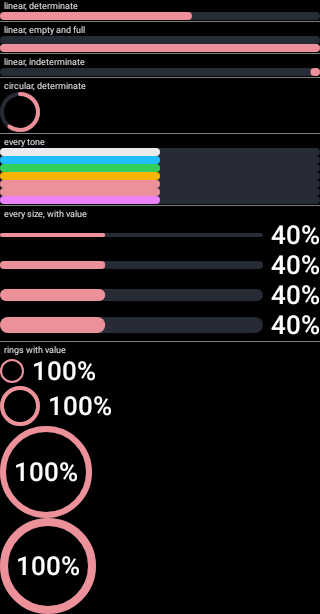 linear, determinate
linear, empty and full
linear, indeterminate
circular, determinate
every tone
every size, with value
40%
40%
40%
40%
rings with value
100%
100%
100%
100%